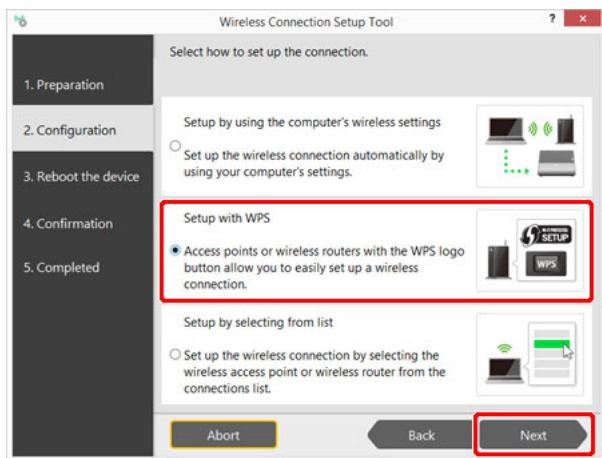 Wireless Connection Setup Tool
?
×
Select how to set up the connection.
1. Preparation
2. Configuration
3. Reboot the device
4. Confirmation
5. Completed
Setup by using the computer's wireless settings
Set up the wireless connection automatically by
using your computer's settings.
Setup with WPS
Access points or wireless routers with the WPS logo
button allow you to easily set up a wireless
connection.
WI-FI PROTECTED
SETUP
WPS
Setup by selecting from list
Set up the wireless connection by selecting the
wireless access point or wireless router from the
connections list.
Abort
Back
Next